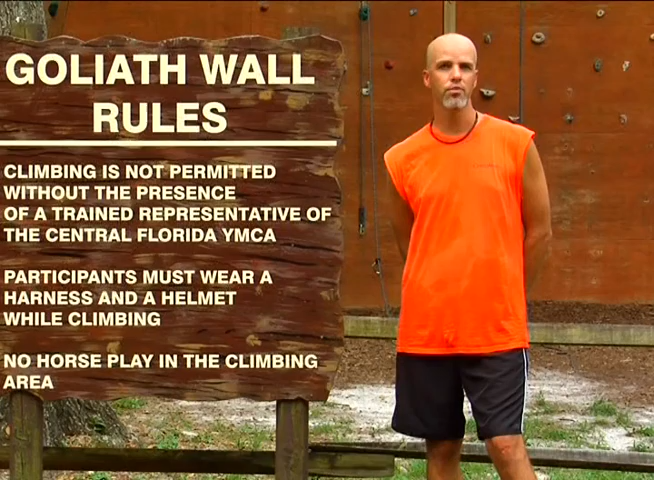 GOLIATH WALL
RULES
CLIMBING IS NOT PERMITTED
WITHOUT THE PRESENCE
OF A TRAINED REPRESENTATIVE OF
THE CENTRAL FLORIDA YMCA
PARTICIPANTS MUST WEAR A
HARNESS AND A HELMET
WHILE CLIMBING
NO HORSE PLAY IN THE CLIMBING
AREA